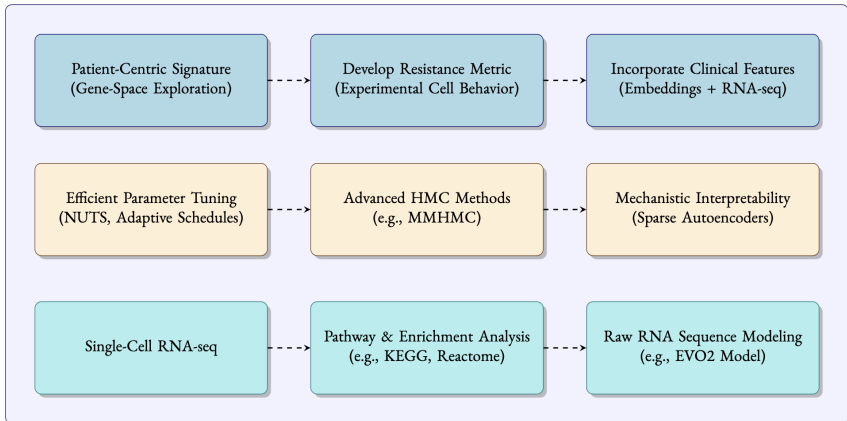 Patient-Centric Signature
(Gene-Space Exploration)
Develop Resistance Metric
(Experimental Cell Behavior)
Incorporate Clinical Features
(Embeddings + RNA-seq)
Efficient Parameter Tuning
(NUTS, Adaptive Schedules)
Advanced HMC Methods
(e.g., MMHMC)
Mechanistic Interpretability
(Sparse Autoencoders)
Single-Cell RNA-seq
Pathway & Enrichment Analysis
(e.g., KEGG, Reactome)
Raw RNA Sequence Modeling
(e.g., EVO2 Model)